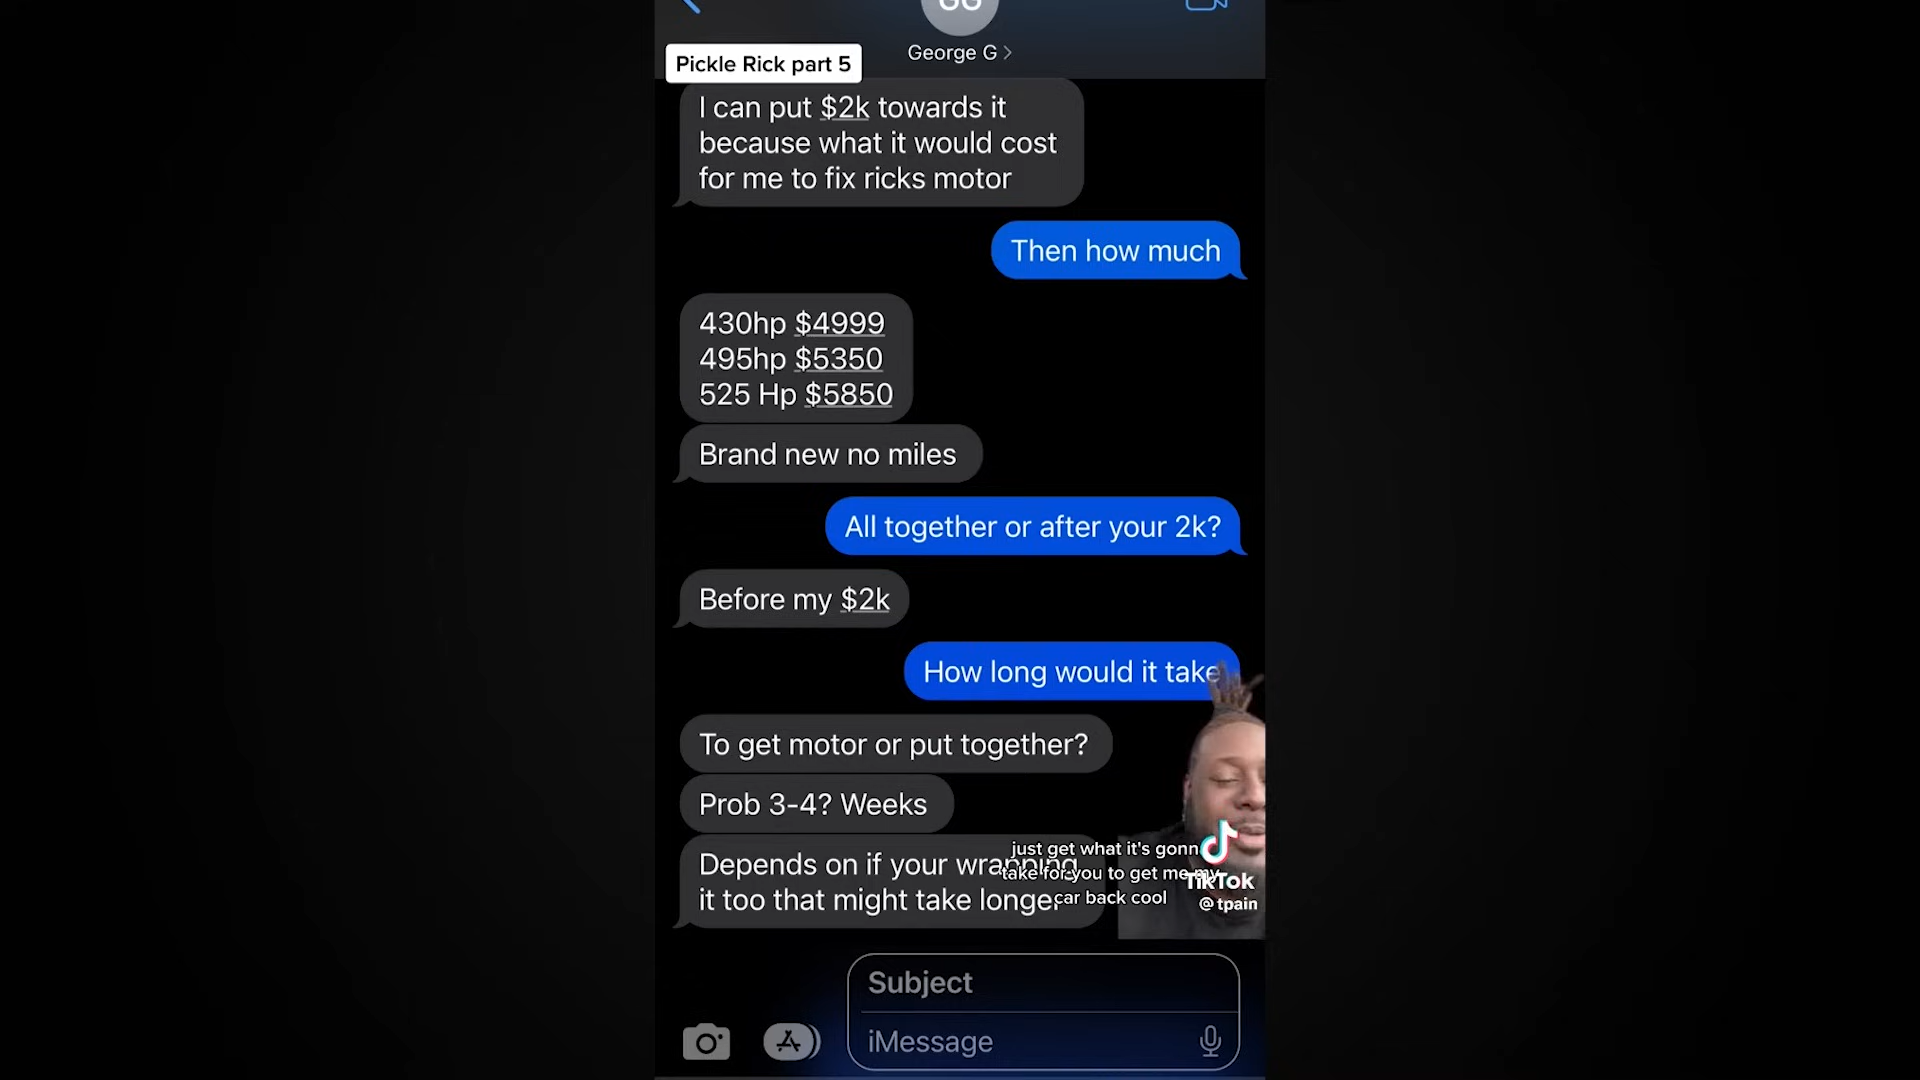 GG
George G
Pickle Rick part 5
I can put $2k towards it
because what it would cost
for me to fix ricks motor
Then how much
430hp $4999
495hp $5350
525 Hp $5850
Brand new no miles
All together or after your 2k?
Before my $2k
How long would it take
To get motor or put together?
Prob 3-4? Weeks
Depends on if your wrapping
it too that might take longer
just get what it's gonn
take for you to get me my
car back cool
TikTok
@tpain
Subject
iMessage